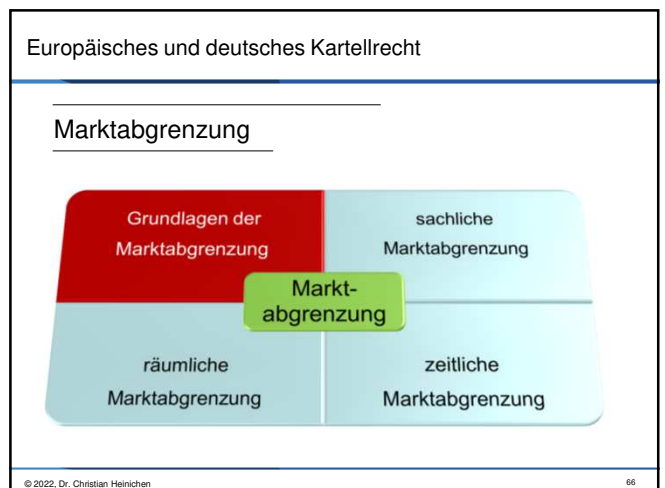 Europäisches und deutsches Kartellrecht
Marktabgrenzung
Grundlagen der
Marktabgrenzung
sachliche
Marktabgrenzung
Markt-
abgrenzung
räumliche
Marktabgrenzung
zeitliche
Marktabgrenzung
© 2022, Dr. Christian Heinichen
66